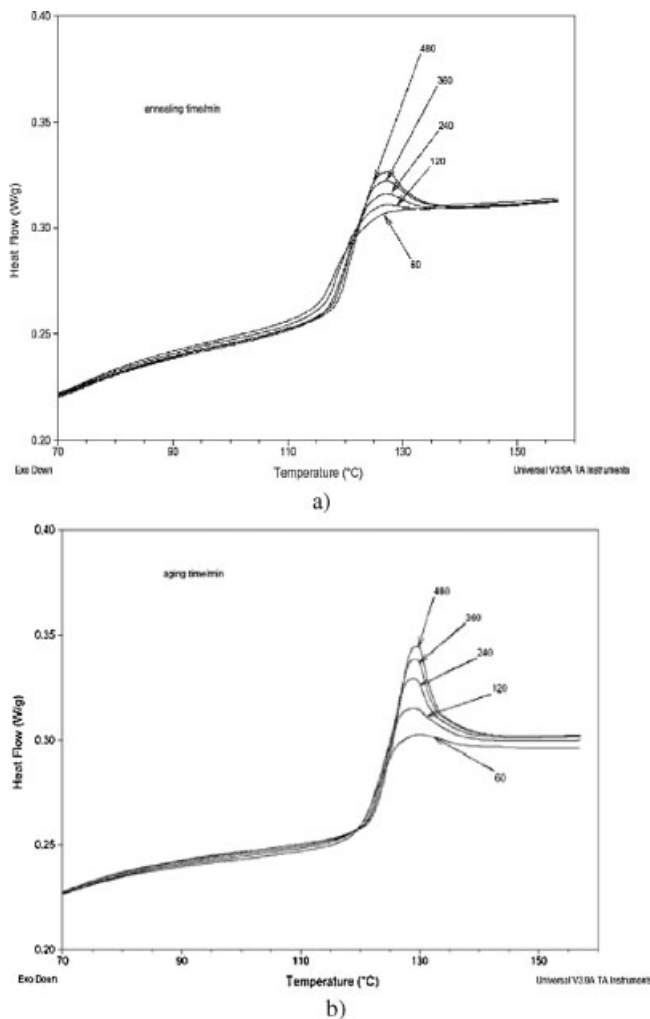 0.40
480
360
annealing time/min
0.35
240
120
Heat Flow (W/g)
0.30
60
0.25
0.20
70
90
110
130
150
Exo Down
Temperature (°C)
Universal V3.9A TA Instruments
a)
0.40
aging time/min
480
0.35
360
240
120
Heat Flow (W/g)
0.30
60
0.25
0.20
70
90
110
130
150
Exo Down
Temperature (°C)
Universal V3.9A TA Instruments
b)